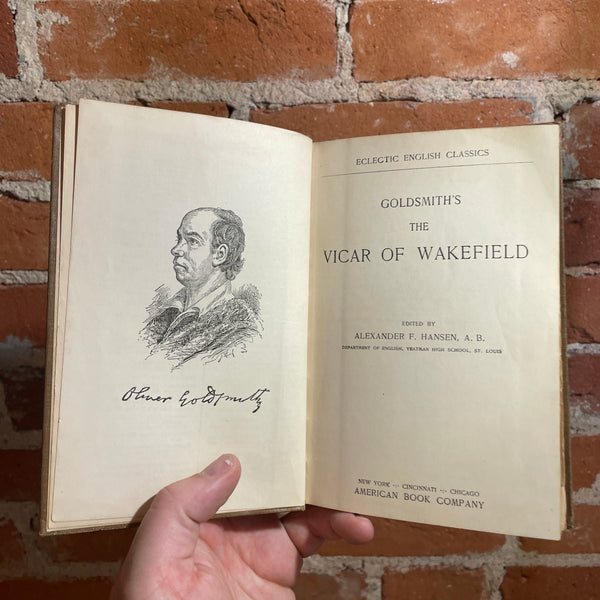 Oliver Goldsmith
ECLECTIC ENGLISH CLASSICS
GOLDSMITH'S
THE
VICAR OF WAKEFIELD
EDITED BY
ALEXANDER F. HANSEN, A. B.
DEPARTMENT OF ENGLISH, YEATMAN HIGH SCHOOL, ST. LOUIS
NEW YORK ·:· CINCINNATI ·:· CHICAGO
AMERICAN BOOK COMPANY